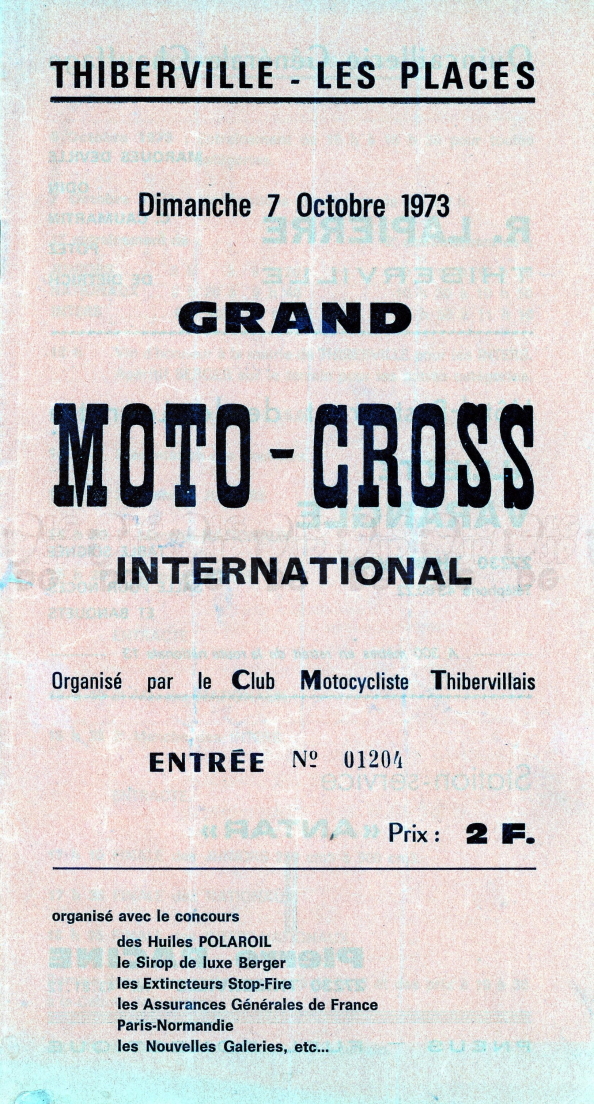 THIBERVILLE - LES PLACES
Dimanche 7 Octobre 1973
GRAND
MOTO-CROSS
INTERNATIONAL
Organisé par le Club Motocycliste Thibervillais
ENTRÉE Nº 01204
Prix : 2 F.
organisé avec le concours
des Huiles POLAROIL
le Sirop de luxe Berger
les Extincteurs Stop-Fire
les Assurances Générales de France
Paris-Normandie
les Nouvelles Galeries, etc...